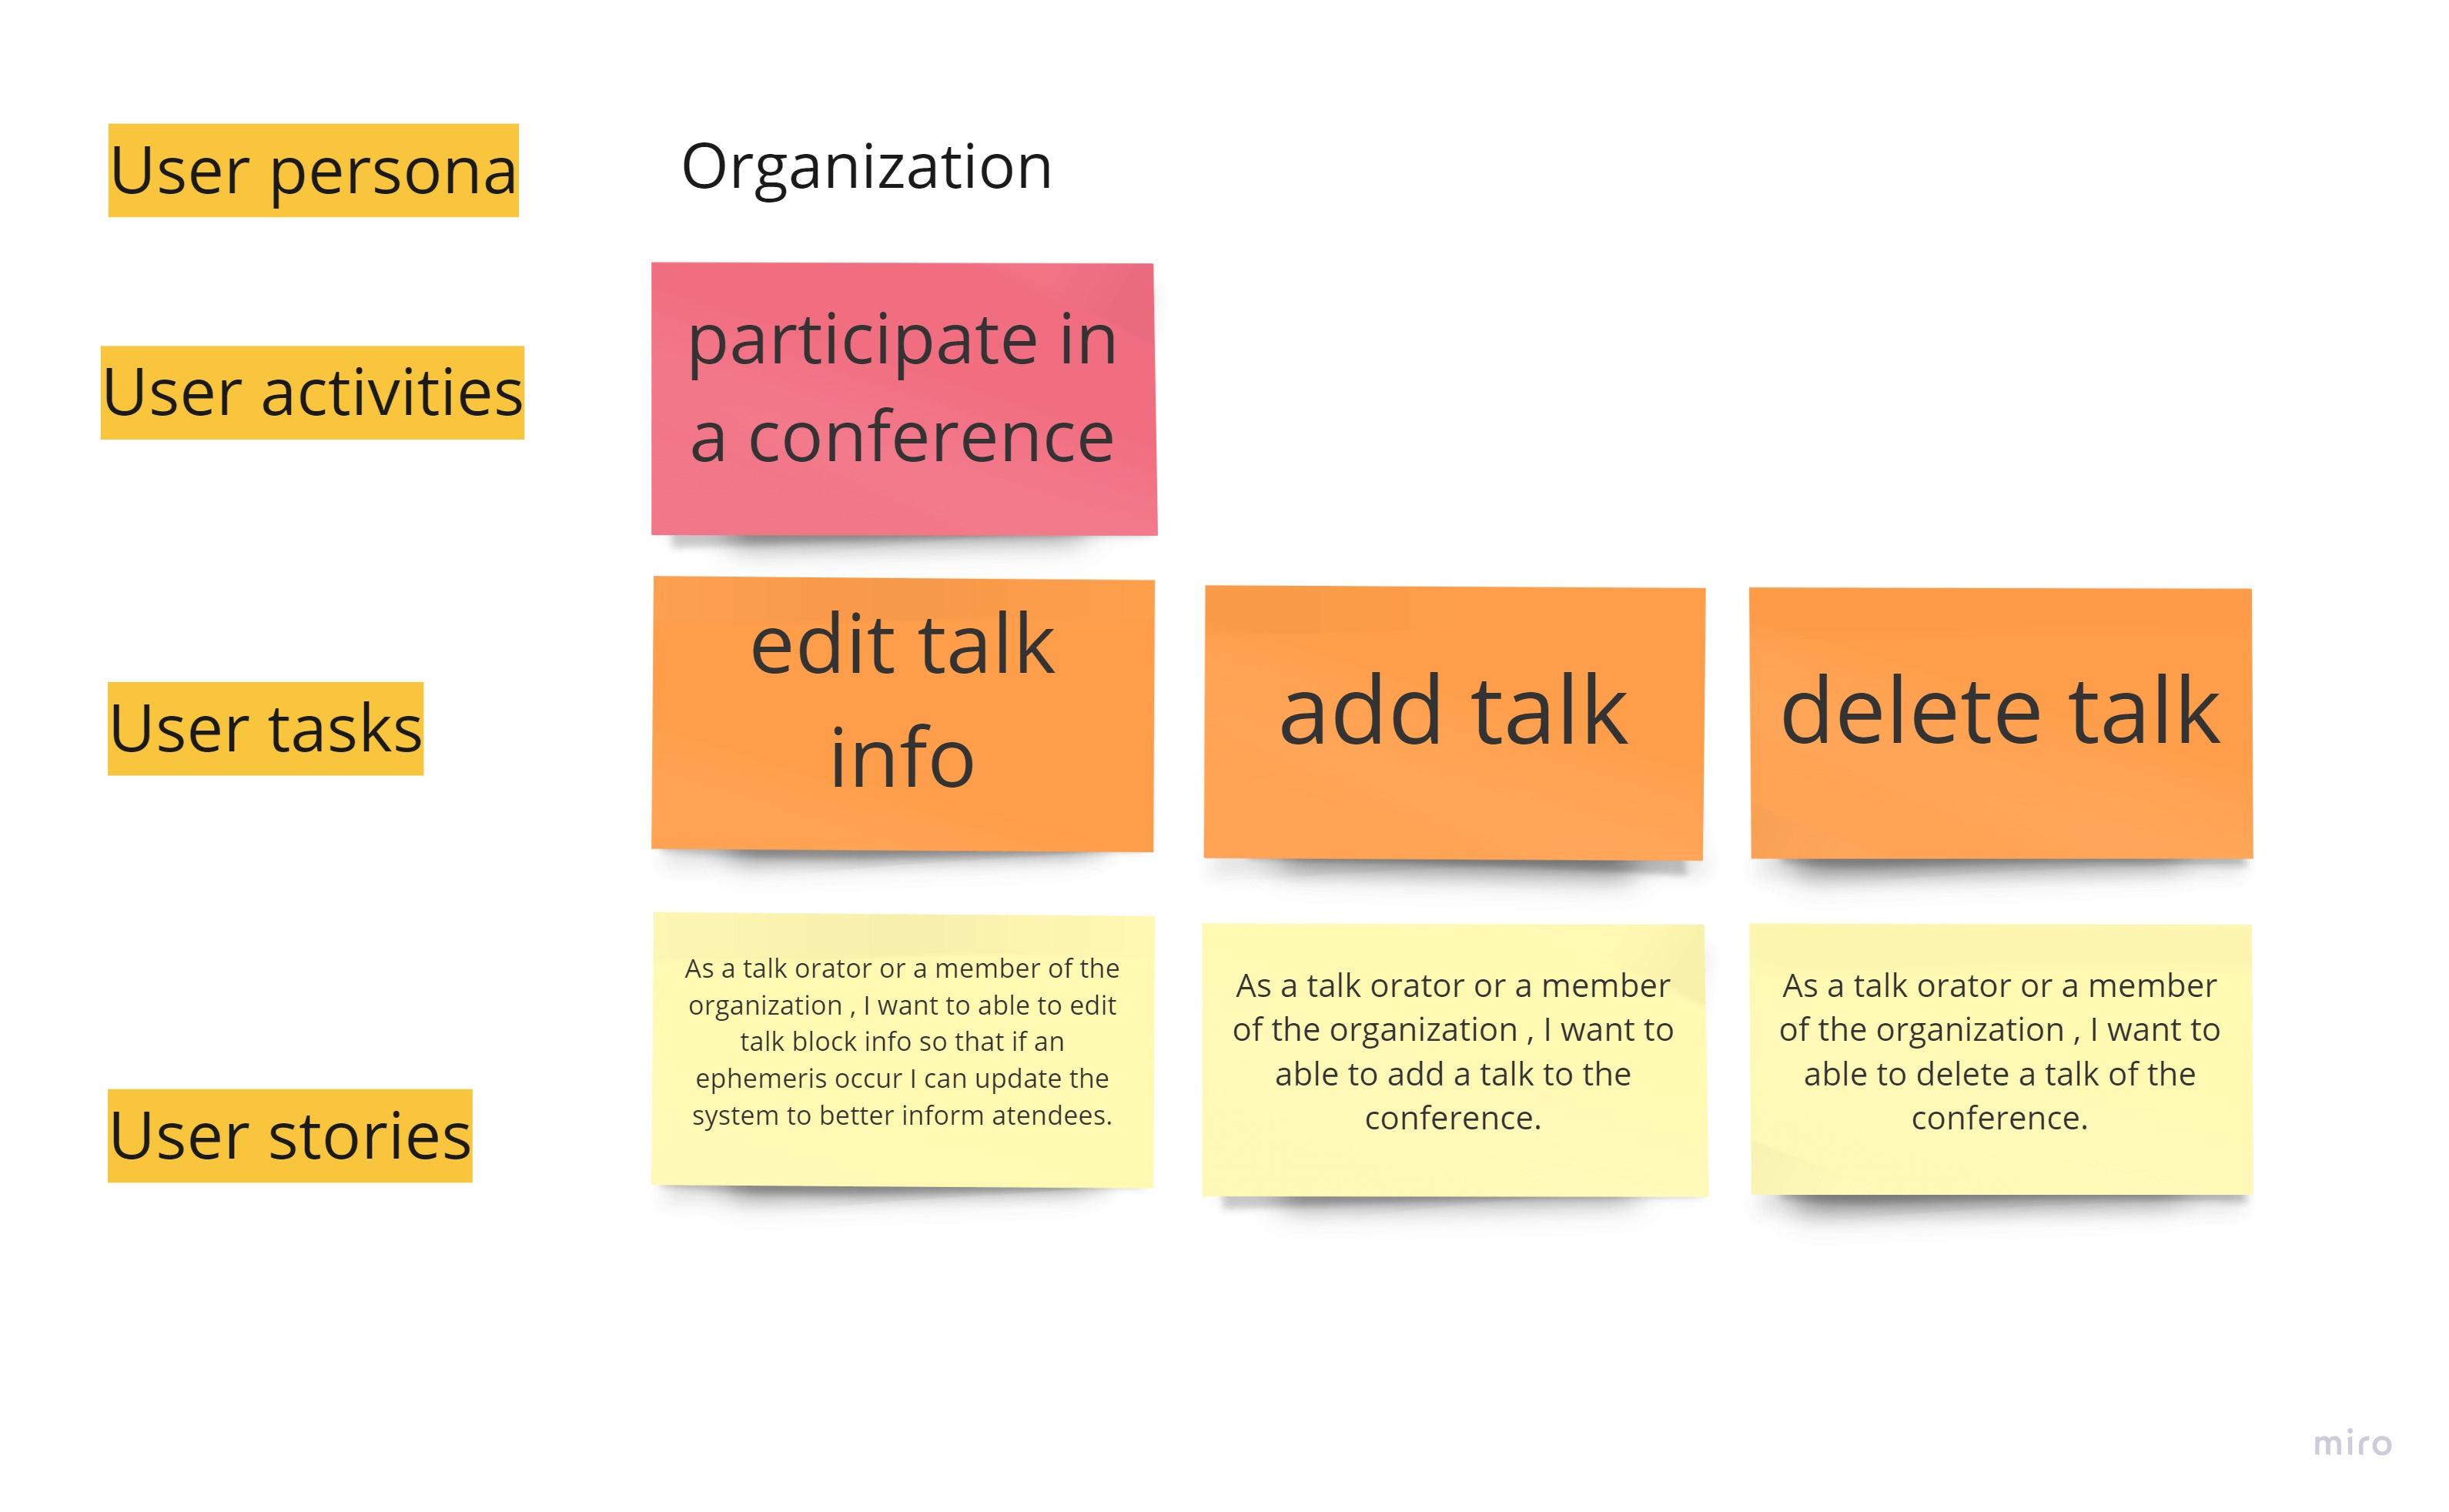 User persona
Organization
User activities
participate in
a conference
User tasks
edit talk
info
add talk
delete talk
User stories
As a talk orator or a member of the
organization , I want to able to edit
talk block info so that if an
ephemeris occur I can update the
system to better inform atendees.
As a talk orator or a member
of the organization , I want to
able to add a talk to the
conference.
As a talk orator or a member
of the organization , I want to
able to delete a talk of the
conference.
miro